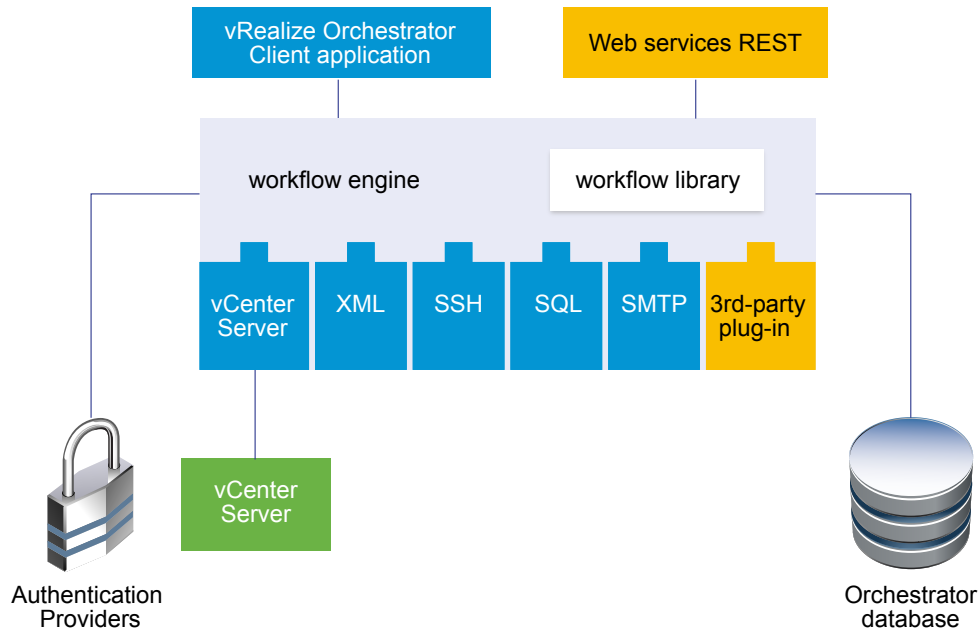 vRealize Orchestrator
Client application
Web services REST
workflow engine
workflow library
vCenter
Server
XML
SSH
SQL
SMTP
3rd-party
plug-in
vCenter
Server
Authentication
Providers
Orchestrator
database